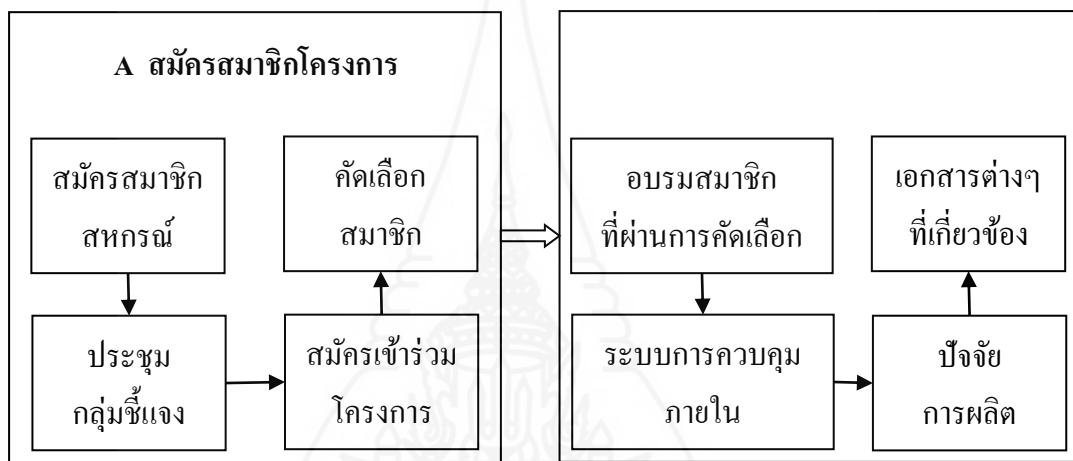 A สมัครสมาชิกโครงการ
สมัครสมาชิก
สหกรณ์
ประชุม
กลุ่มชี้แจง
สมัครเข้าร่วม
โครงการ
คัดเลือก
สมาชิก
อบรมสมาชิก
ที่ผ่านการคัดเลือก
ระบบการควบคุม
ภายใน
ปัจจัย
การผลิต
เอกสารต่างๆ
ที่เกี่ยวข้อง